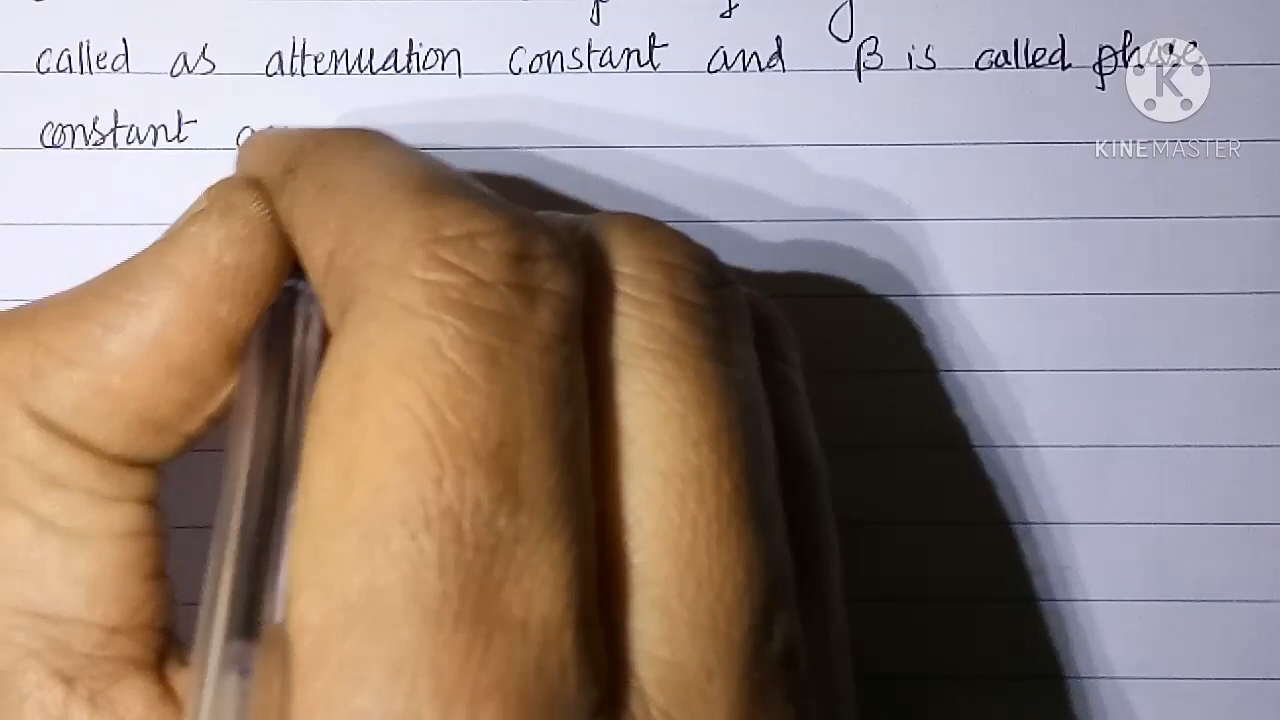 called as attenuation constant and β is called phase
constant
K
KINEMASTER